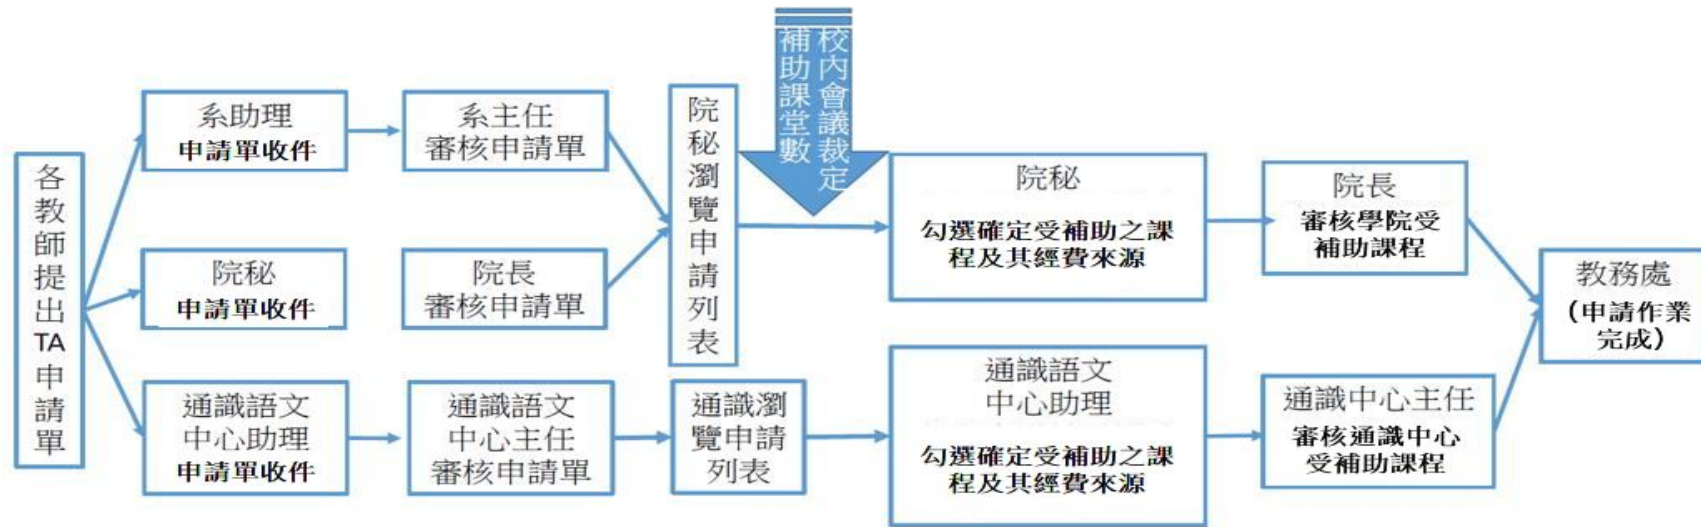 各教師提出TA申請單
系助理
申請單收件
系主任
審核申請單
院秘
申請單收件
院長
審核申請單
通識語文
中心助理
申請單收件
通識語文
中心主任
審核申請單
院秘瀏覽申請列表
通識瀏
覽申請
列表
校內會議裁定
補助課堂數
院秘
勾選確定受補助之課
程及其經費來源
院長
審核學院受
補助課程
通識語文
中心助理
勾選確定受補助之課
程及其經費來源
通識中心主任
審核通識中心
受補助課程
教務處
(申請作業
完成)